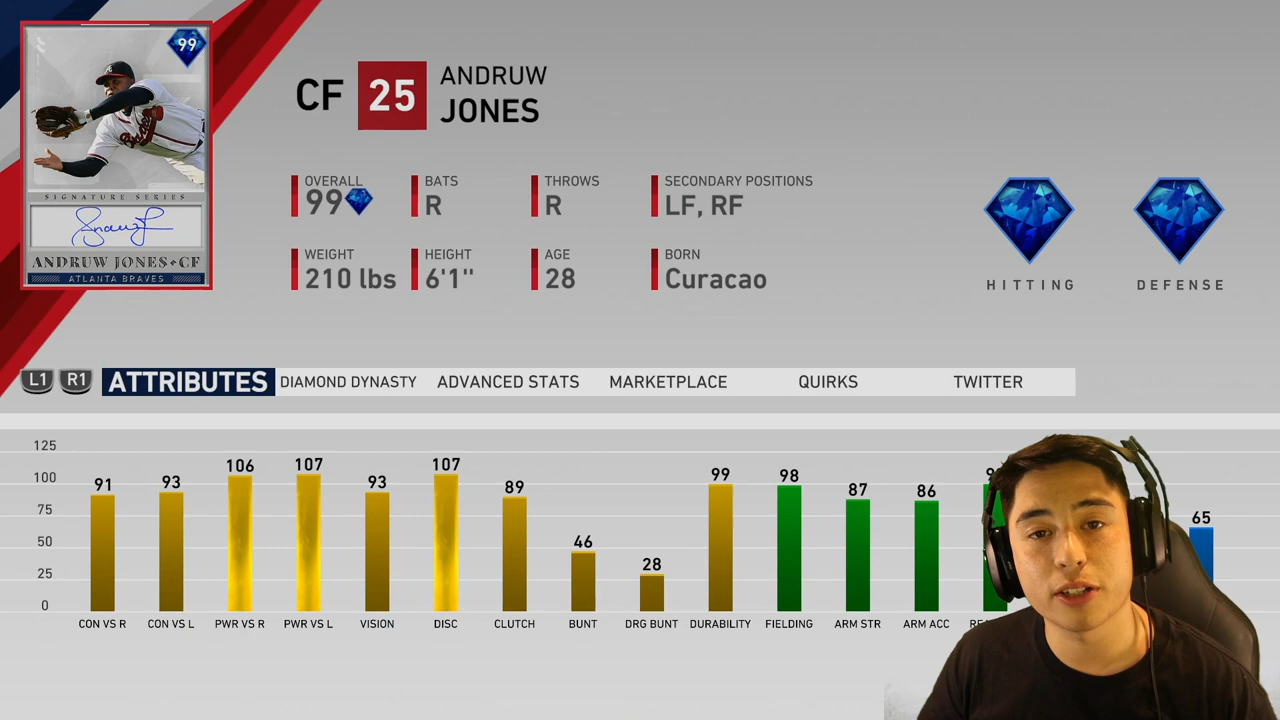 99
SIGNATURE SERIES
ANDRUW JONES CF
ATLANTA BRAVES
CF 25 ANDRUW
JONES
OVERALL BATS THROWS SECONDARY POSITIONS
99 R R LF, RF
WEIGHT HEIGHT AGE BORN
210 lbs 6'1" 28 Curacao
HITTING DEFENSE
L1 R1 ATTRIBUTES DIAMOND DYNASTY ADVANCED STATS MARKETPLACE QUIRKS TWITTER
125
100
75
50
25
0
91 93 106 107 93 107 89 46 28 99 98 87 86 65
CON VS R CON VS L PWR VS R PWR VS L VISION DISC CLUTCH BUNT DRG BUNT DURABILITY FIELDING ARM STR ARM ACC